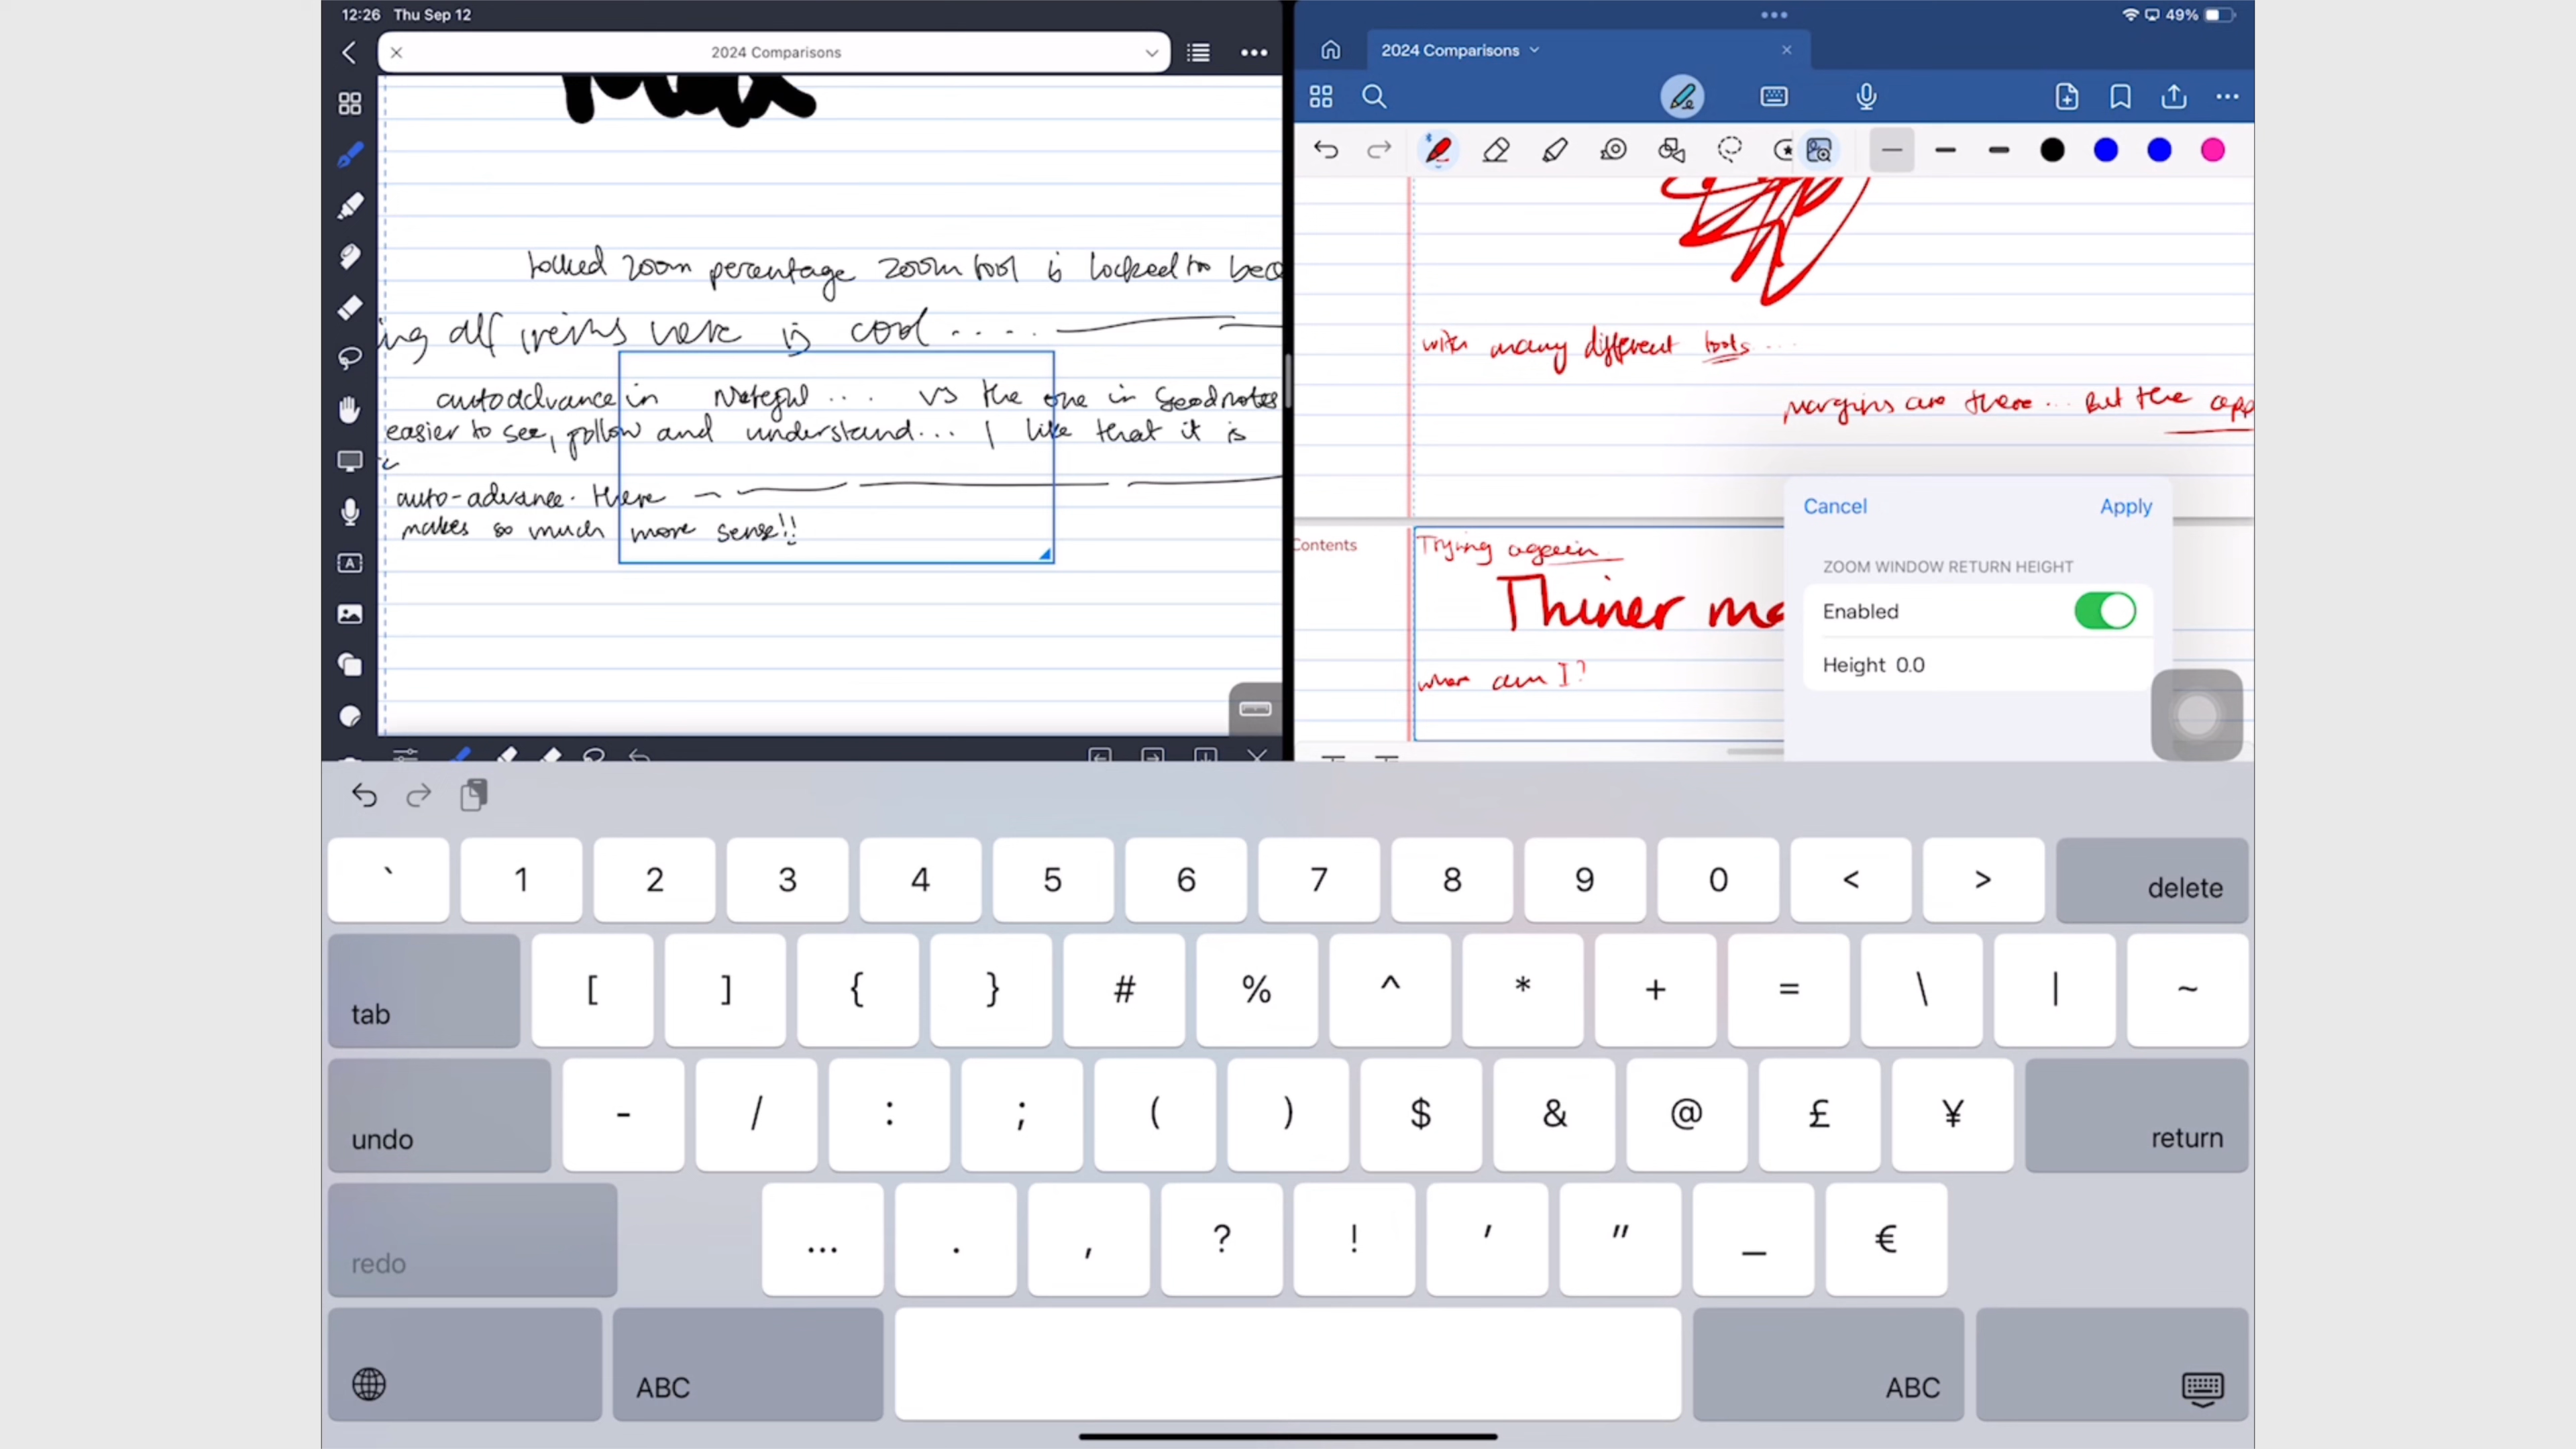 12:26 Thu Sep 12
49%
2024 Comparisons
2024 Comparisons
locked zoom percentage zoom tool is locked to bec
ing all items here is cool .....
autoadvance in Noteful ... vs the one in Goodnotes
easier to see, follow and understand... I like that it is
auto-advance. there
makes so much more sense!!
with many different tools ...
margins are there ... But the app
Contents
Trying again
Thiner ma
where am I?
Cancel Apply
ZOOM WINDOW RETURN HEIGHT
Enabled
Height 0.0
` 1 2 3 4 5 6 7 8 9 0 < > delete
tab [ ] { } # % ^ * + = \ | ~
undo - / : ; ( ) $ & @ £ ¥ return
redo ... . , ? ! ' " _ €
ABC ABC